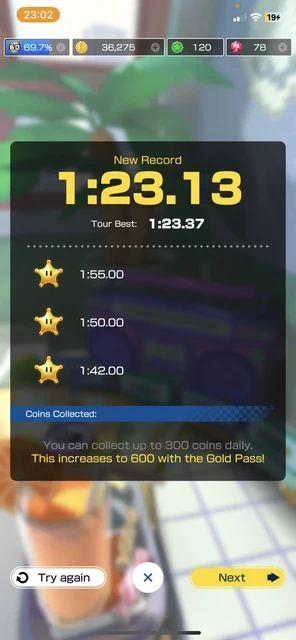 23:02
19
69.7%
36,275
120
78
New Record
1:23.13
Tour Best: 1:23.37
1:55.00
1:50.00
1:42.00
Coins Collected:
You can collect up to 300 coins daily.
This increases to 600 with the Gold Pass!
Try again
Next